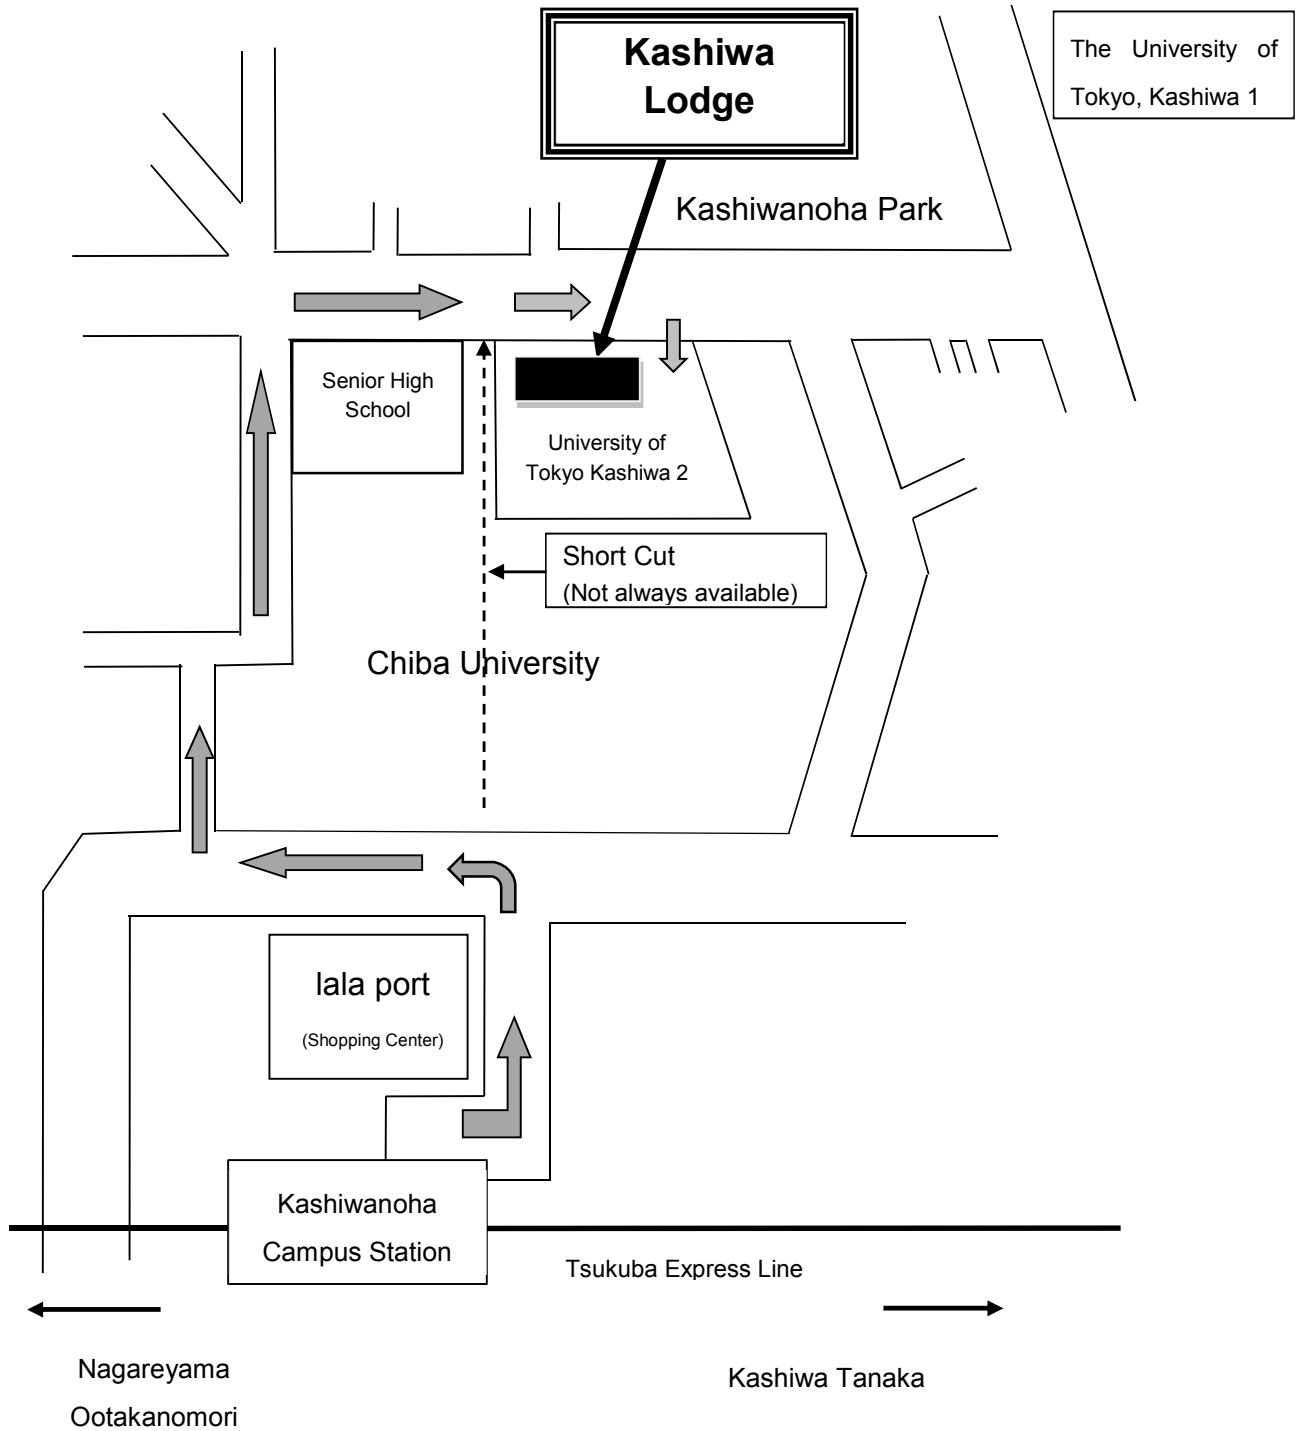 Kashiwa
Lodge
The University of
Tokyo, Kashiwa 1
Kashiwanoha Park
Senior High
School
University of
Tokyo Kashiwa 2
Short Cut
(Not always available)
Chiba University
lala port
(Shopping Center)
Kashiwanoha
Campus Station
Tsukuba Express Line
Nagareyama
Ootakanomori
Kashiwa Tanaka